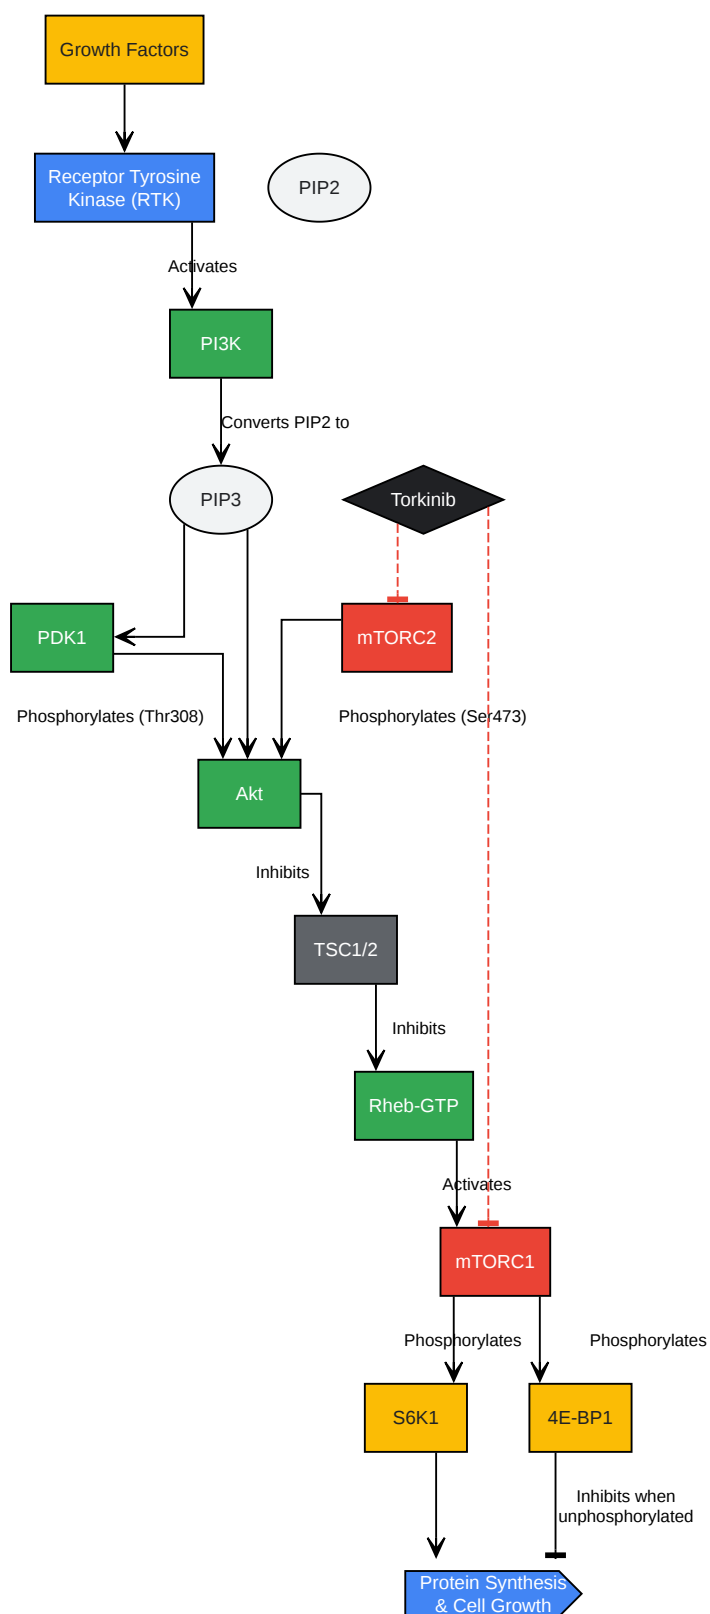 Growth Factors
Receptor Tyrosine
Kinase (RTK)
PIP2
Activates
PI3K
Converts PIP2 to
PIP3
Torkinib
PDK1
mTORC2
Phosphorylates (Thr308)
Phosphorylates (Ser473)
Akt
Inhibits
TSC1/2
Inhibits
Rheb-GTP
Activates
mTORC1
Phosphorylates
Phosphorylates
S6K1
4E-BP1
Inhibits when
unphosphorylated
Protein Synthesis
& Cell Growth